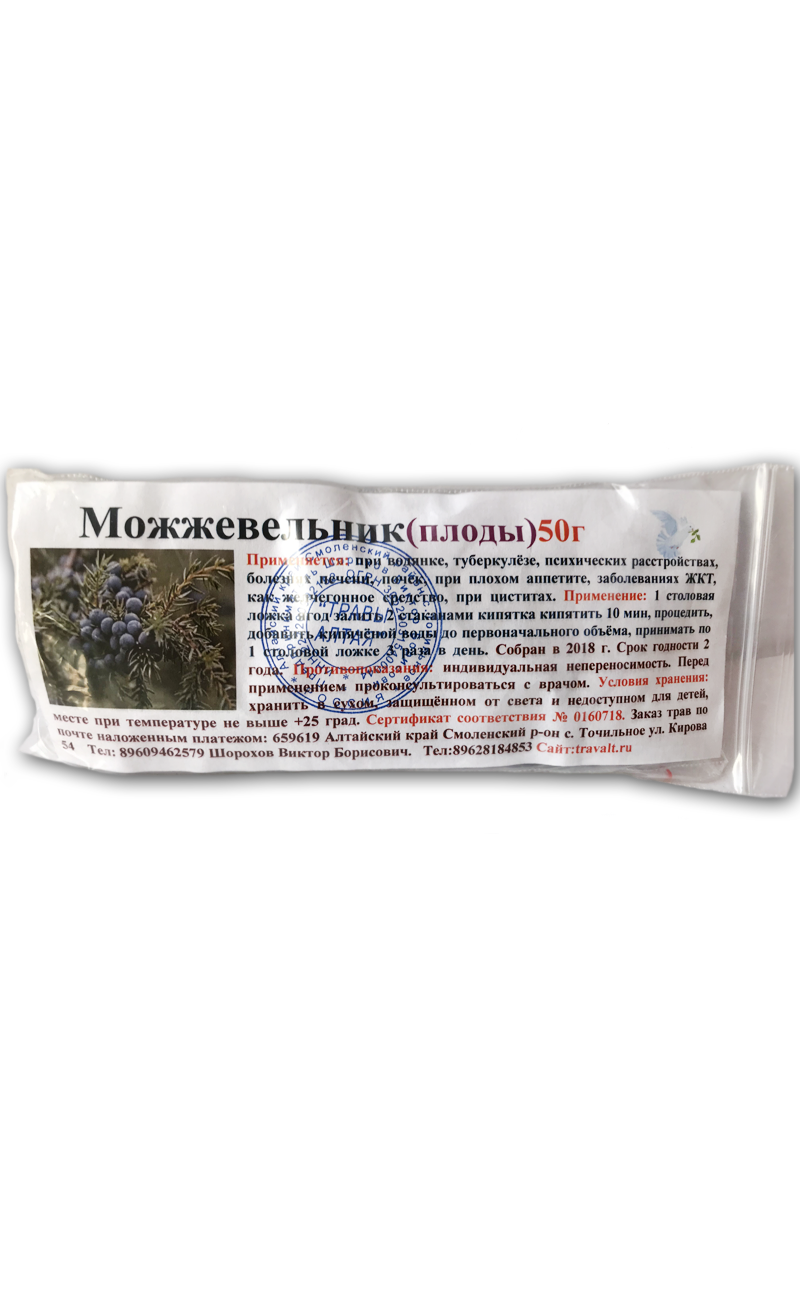 Можжевельник(плоды)50г
Применяется: при водянке, туберкулёзе, психических расстройствах,
болезнях печени, почек, при плохом аппетите, заболеваниях ЖКТ,
как же мегонное средство, при циститах. Применение: 1 столовая
ложка ягод залить 2 стаканами кипятка кипятить 10 мин, процедить,
добавить кипячёной воды до первоначального объёма, принимать по
1 столовой ложке 3 раза в день. Собран в 2018 г. Срок годности 2
года. Противопоказания: индивидуальная непереносимость. Перед
применением проконсультироваться с врачом. Условия хранения:
хранить в сухом, защищённом от света и недоступном для детей,
месте при температуре не выше +25 град. Сертификат соответствия № 0160718. Заказ трав по
почте наложенным платежом: 659619 Алтайский край Смоленский р-он с. Точильное ул. Кирова
54 Тел: 89609462579 Шорохов Виктор Борисович. Тел:89628184853 Сайт:travalt.ru
"ТРАВЫ
АЛТАЯ"